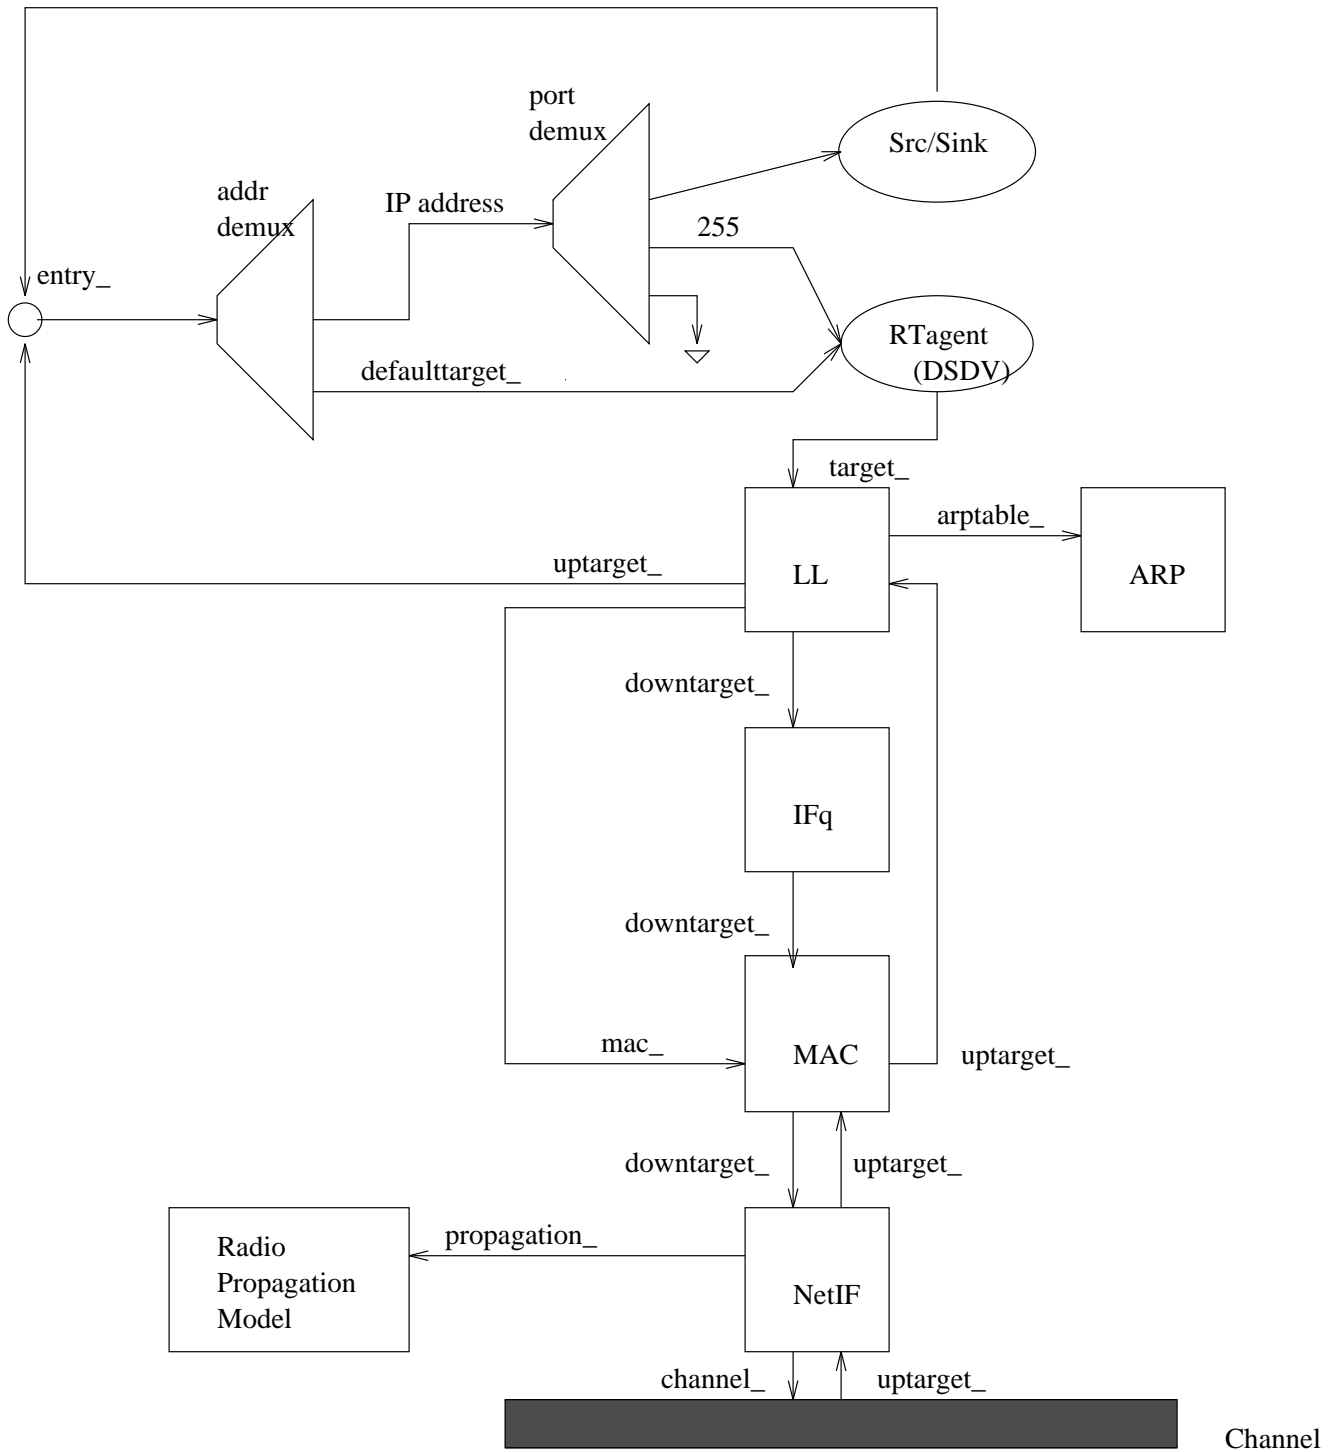 port
demux
Src/Sink
addr
demux
IP address
255
entry_
RTagent
(DSDV)
defaulttarget_
target_
arptable_
uptarget_
LL
ARP
downtarget_
IFq
downtarget_
mac_
MAC
uptarget_
downtarget_
uptarget_
Radio
Propagation
Model
propagation_
NetIF
channel_
uptarget_
Channel